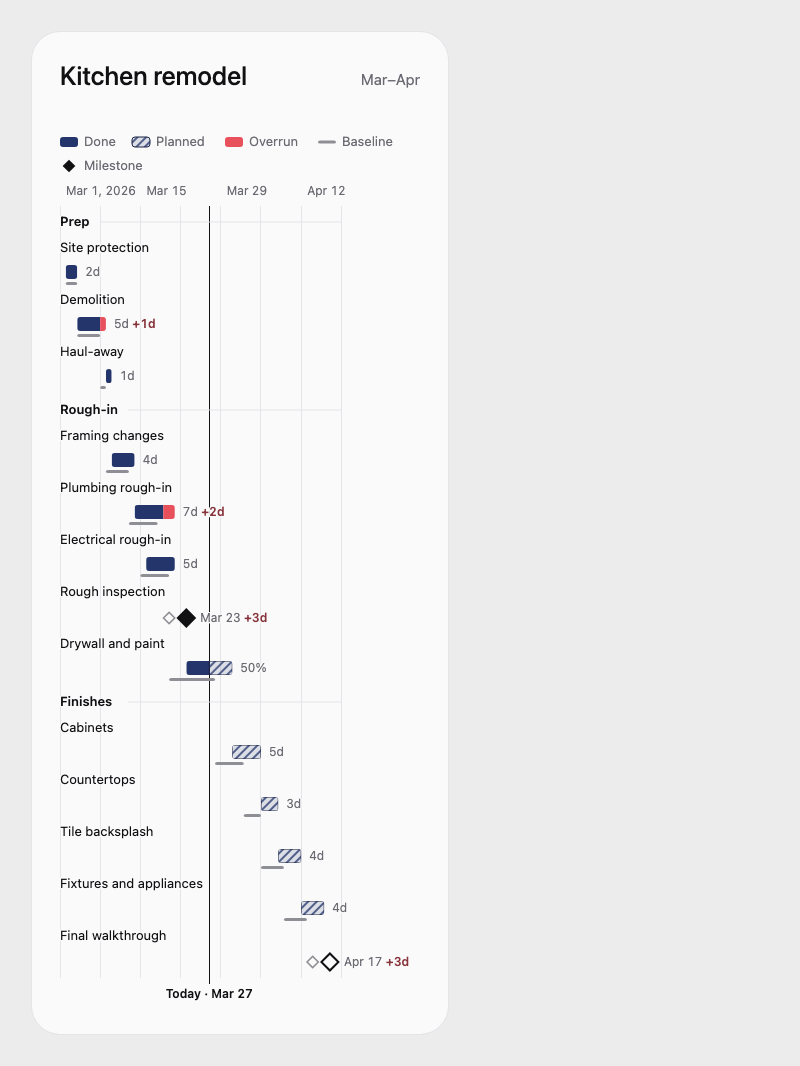 Kitchen remodel
Mar–Apr
Done Planned Overrun Baseline
Milestone
Mar 1, 2026 Mar 15 Mar 29 Apr 12
Prep
Site protection
2d
Demolition
5d +1d
Haul-away
1d
Rough-in
Framing changes
4d
Plumbing rough-in
7d +2d
Electrical rough-in
5d
Rough inspection
Mar 23 +3d
Drywall and paint
50%
Finishes
Cabinets
5d
Countertops
3d
Tile backsplash
4d
Fixtures and appliances
4d
Final walkthrough
Apr 17 +3d
Today · Mar 27